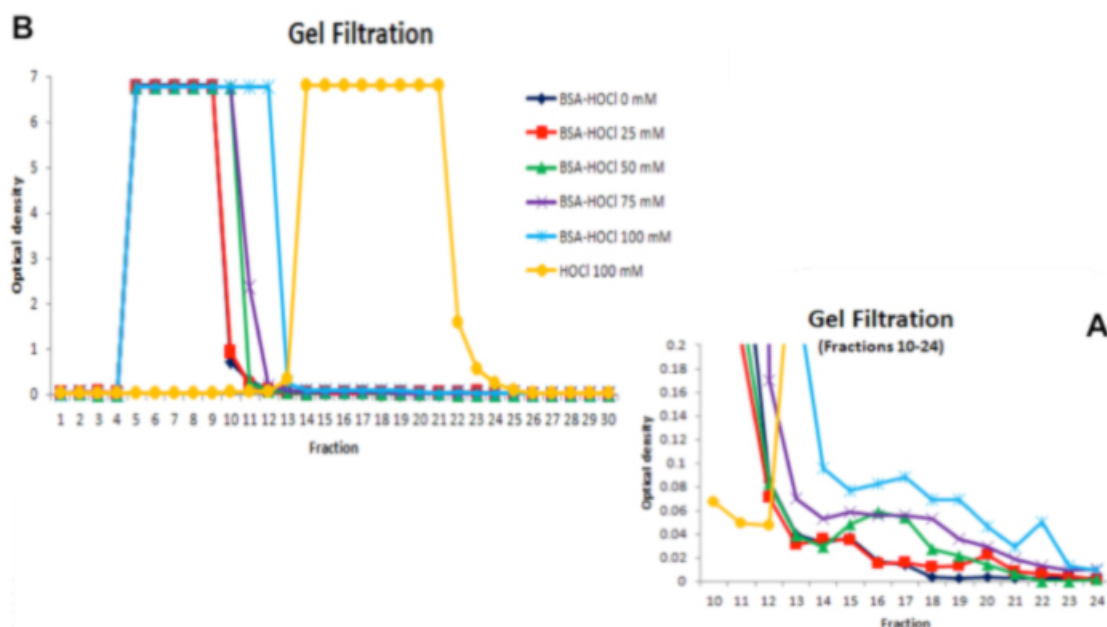 B
Gel Filtration
7
6
5
4
3
2
1
0
Optical density
1 2 3 4 5 6 7 8 9 10 11 12 13 14 15 16 17 18 19 20 21 22 23 24 25 26 27 28 29 30
Fraction
BSA-HOCl 0 mM
BSA-HOCl 25 mM
BSA-HOCl 50 mM
BSA-HOCl 75 mM
BSA-HOCl 100 mM
HOCl 100 mM
A
Gel Filtration
(Fractions 10-24)
0.2
0.18
0.16
0.14
0.12
0.1
0.08
0.06
0.04
0.02
0
Optical density
10 11 12 13 14 15 16 17 18 19 20 21 22 23 24
Fraction